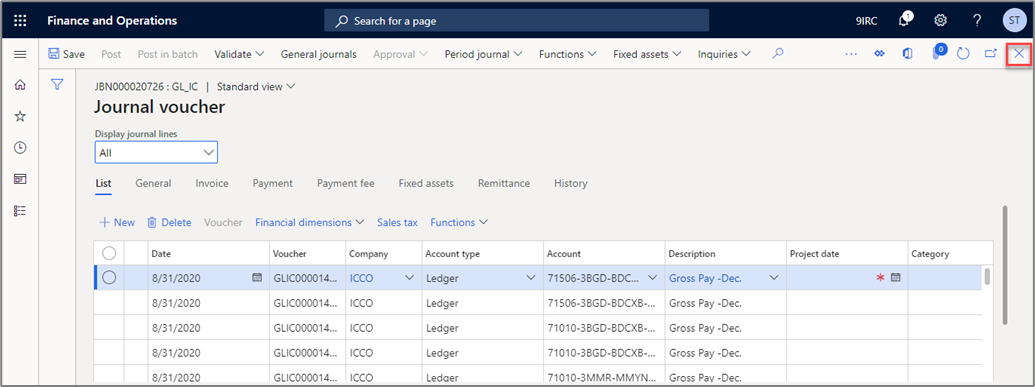 Finance and Operations Search for a page 9IRC 1 ? ST
Save Post Post in batch Validate General journals Approval Period journal Functions Fixed assets Inquiries ... 0
JBN000020726 : GL_IC | Standard view
Journal voucher
Display journal lines
All
List General Invoice Payment Payment fee Fixed assets Remittance History
+ New Delete Voucher Financial dimensions Sales tax Functions
Date Voucher Company Account type Account Description Project date Category
8/31/2020 GLIC000014... ICCO Ledger 71506-3BGD-BDC... Gross Pay -Dec. *
8/31/2020 GLIC000014... ICCO Ledger 71506-3BGD-BDCXB-... Gross Pay -Dec.
8/31/2020 GLIC000014... ICCO Ledger 71010-3BGD-BDCXB-... Gross Pay -Dec.
8/31/2020 GLIC000014... ICCO Ledger 71010-3BGD-BDCXB-... Gross Pay -Dec.
8/31/2020 GLIC000014... ICCO Ledger 71010-3MMR-MMYN... Gross Pay -Dec.